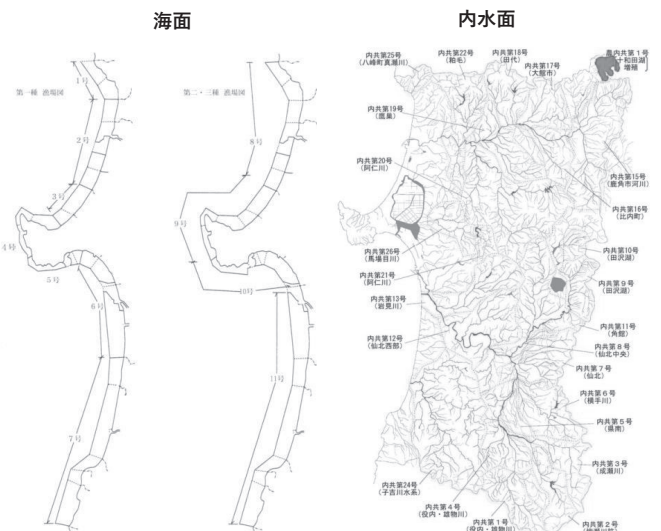 海面
内水面
第一種 漁場図
1号
2号
3号
4号
5号
6号
7号
第二・三種 漁場図
8号
9号
10号
11号
内共第25号
(八峰町真瀬川)
内共第22号
(粕毛)
内共第18号
(田代)
内共第17号
(大館市)
農内共第1号
十和田湖
増殖
内共第19号
(鷹巣)
内共第20号
(阿仁川)
内共第15号
(鹿角市河川)
内共第16号
(比内町)
内共第26号
(馬場目川)
内共第21号
(阿仁川)
内共第13号
(岩見川)
内共第12号
(仙北西部)
内共第10号
(田沢湖)
内共第9号
(田沢湖)
内共第11号
(角館)
内共第8号
(仙北中央)
内共第7号
(仙北)
内共第6号
(横手川)
内共第5号
(県南)
内共第3号
(成瀬川)
内共第24号
(子吉川水系)
内共第4号
(役内・雄物川)
内共第1号
(役内・雄物川)
内共第2号